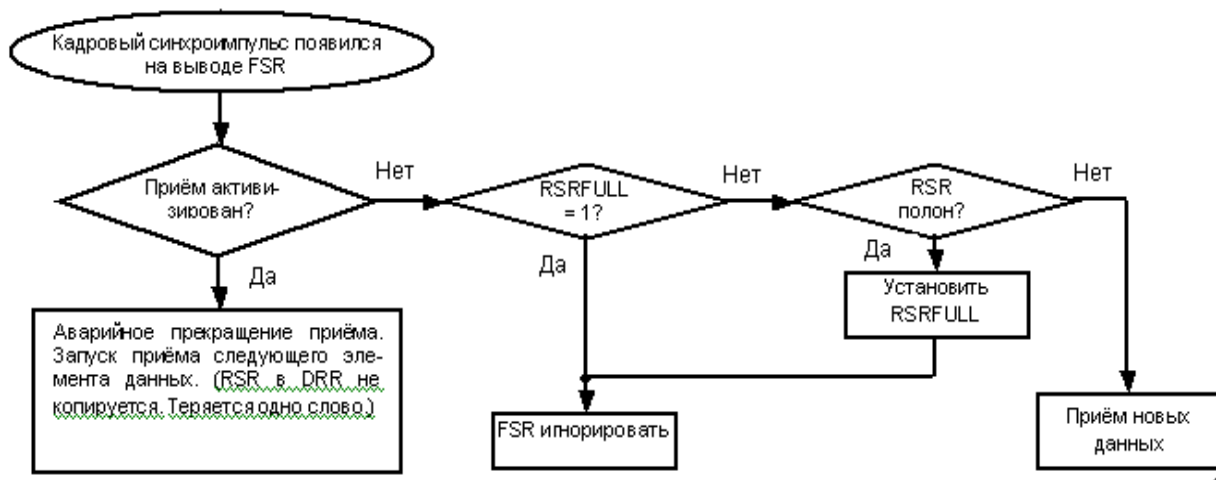 Кадровый синхроимпульс появился
на выводе FSR
Приём активи-
зирован?
Нет
RSRFULL
= 1?
Нет
RSR
полон?
Нет
Да
Да
Да
Установить
RSRFULL
Аварийное прекращение приёма.
Запуск приёма следующего эле-
мента данных. (RSR в DRR не
копируется. Теряется одно слово.)
FSR игнорировать
Приём новых
данных